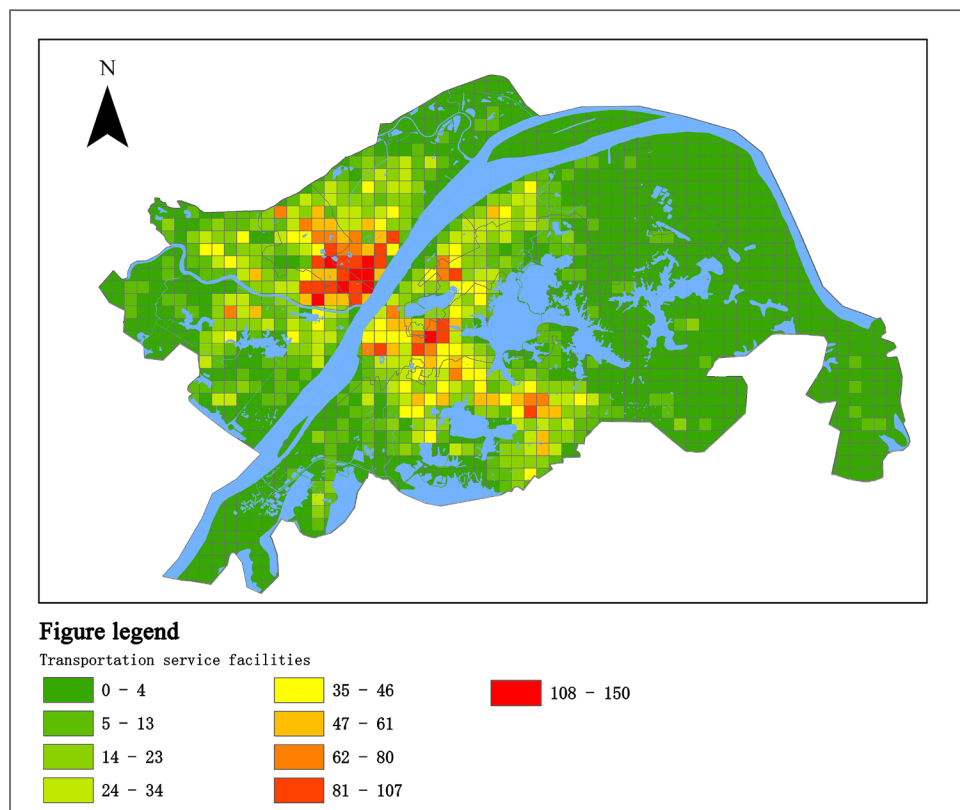 N
Figure legend
Transportation service facilities
0 - 4
5 - 13
14 - 23
24 - 34
35 - 46
47 - 61
62 - 80
81 - 107
108 - 150